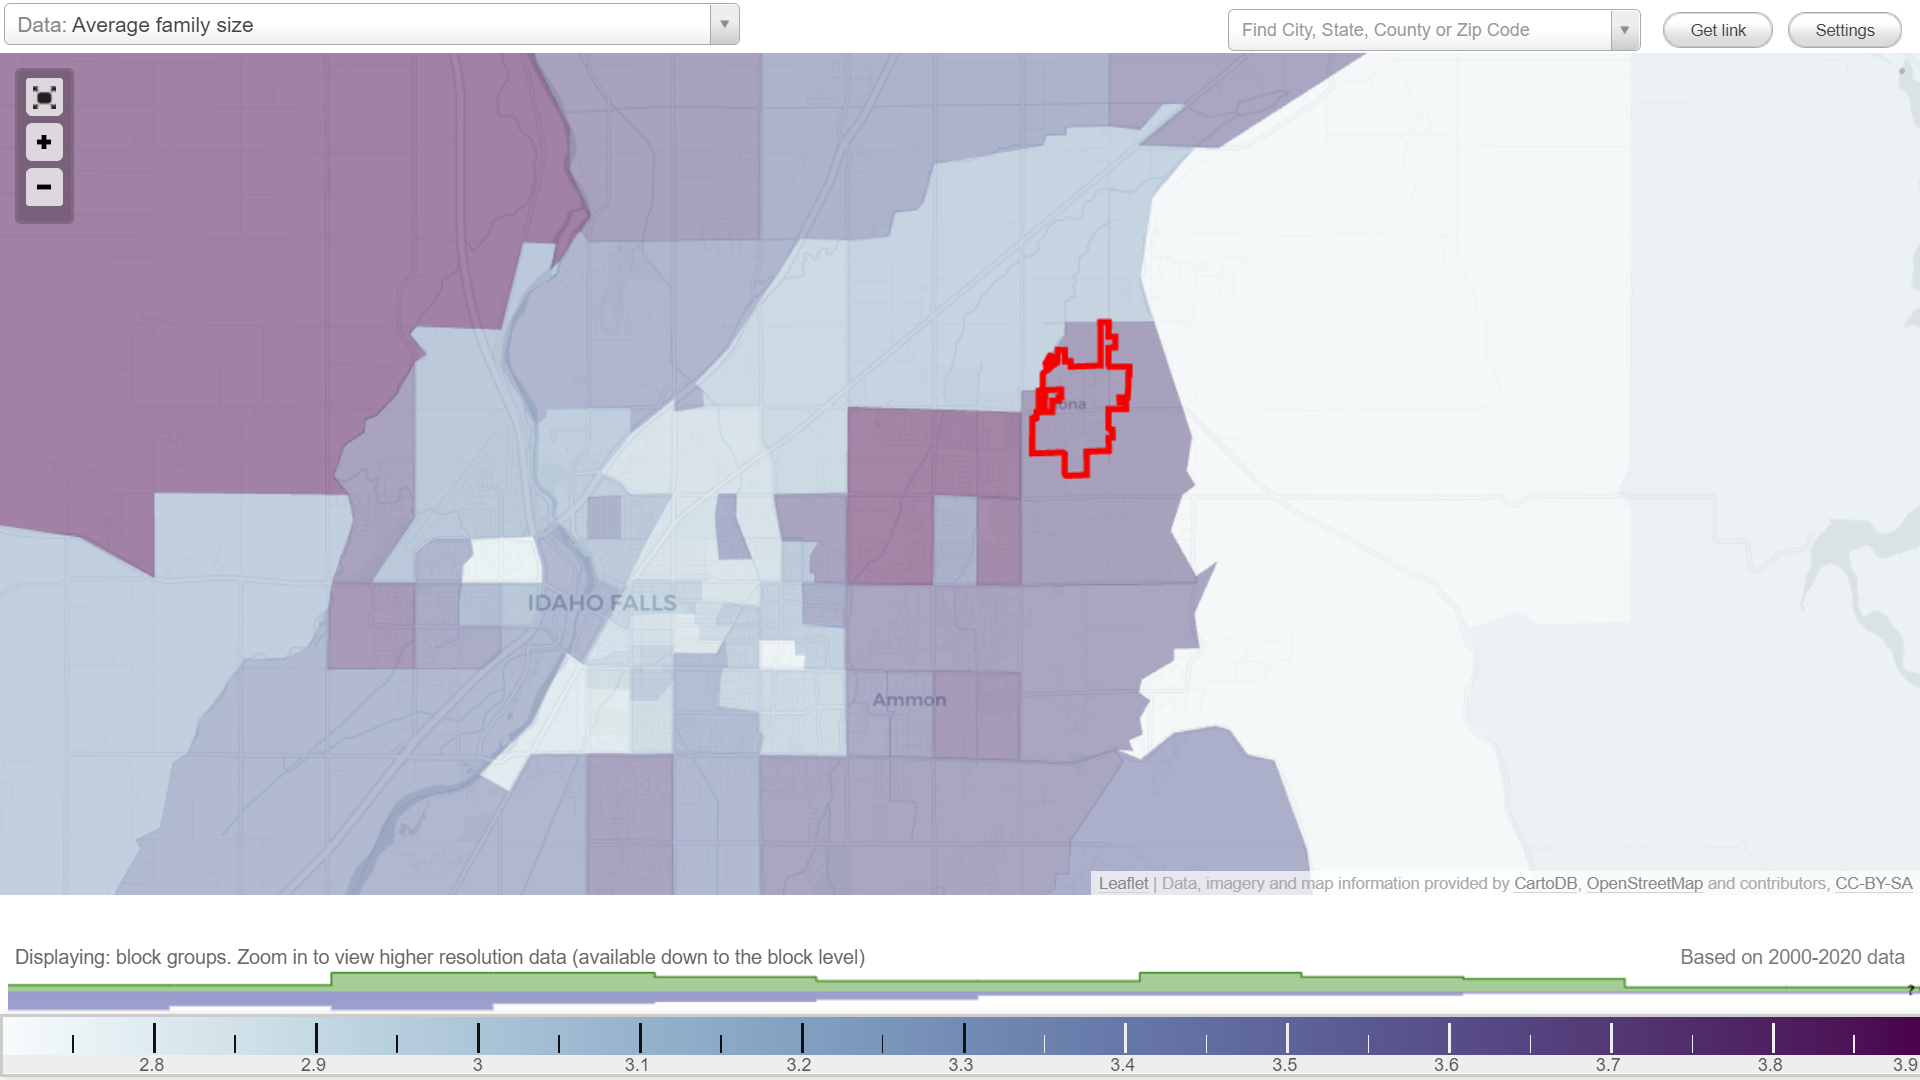 Data: Average family size
Find City, State, County or Zip Code
Get link
Settings
ona
IDAHO FALLS
Ammon
Leaflet | Data, imagery and map information provided by CartoDB, OpenStreetMap and contributors, CC-BY-SA
Displaying: block groups. Zoom in to view higher resolution data (available down to the block level)
Based on 2000-2020 data
?
2.8 2.9 3 3.1 3.2 3.3 3.4 3.5 3.6 3.7 3.8 3.9